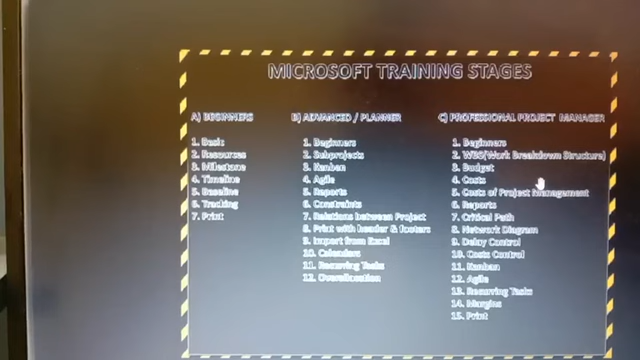 MICROSOFT TRAINING STAGES
A) BEGINNERS
1. Basic
2. Resources
3. Milestone
4. Timeline
5. Baseline
6. Tracking
7. Print
B) ADVANCED / PLANNER
1. Beginners
2. Subprojects
3. Kanban
4. Agile
5. Reports
6. Constraints
7. Relations between Project
8. Print with header & footers
9. Import from Excel
10. Calendars
11. Recurring Tasks
12. Overallocation
C) PROFESSIONAL PROJECT MANAGER
1. Beginners
2. WBS(Work Breakdown Structure)
3. Budget
4. Costs
5. Costs of Project Management
6. Reports
7. Critical Path
8. Network Diagram
9. Delay Control
10. Costs Control
11. Kanban
12. Agile
13. Recurring Tasks
14. Margins
15. Print